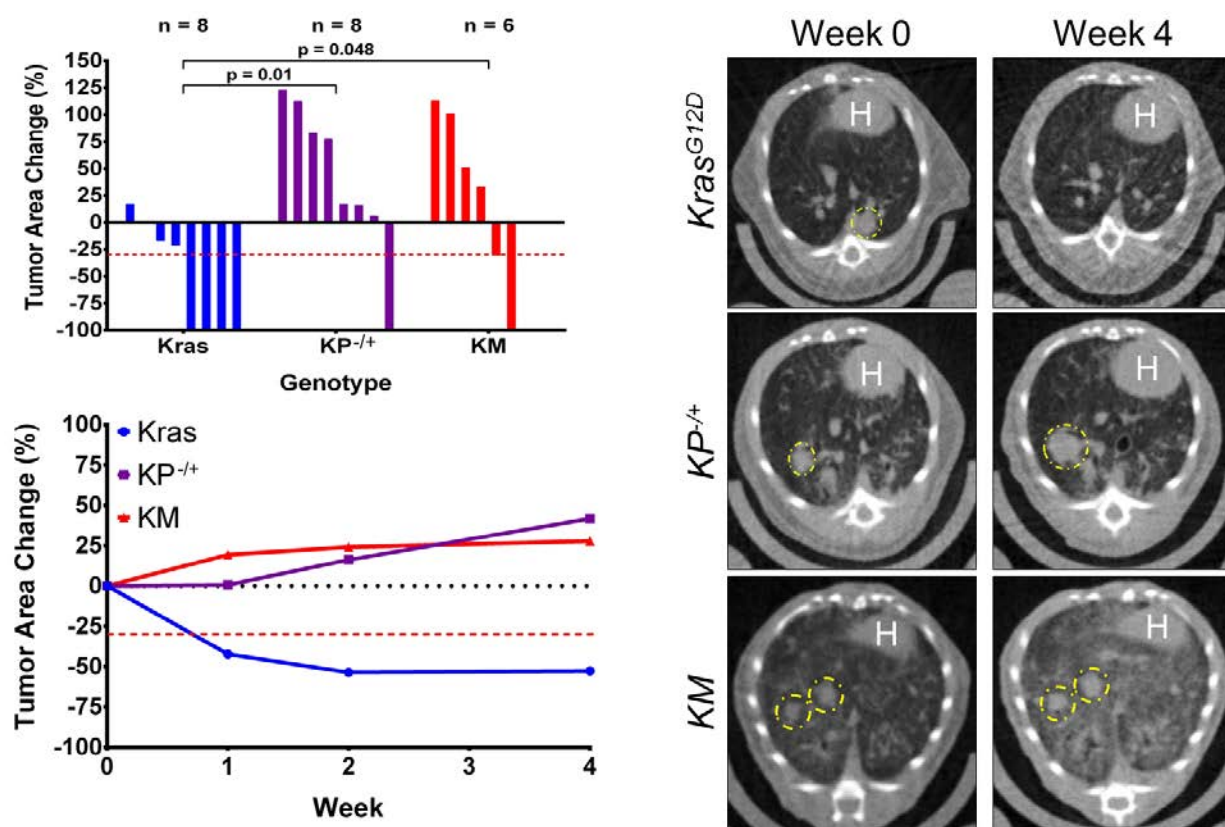 n = 8 n = 8 n = 6
p = 0.048
p = 0.01
Tumor Area Change (%)
125
100
75
50
25
0
-25
-50
-75
-100
Kras KP-/+ KM
Genotype
Tumor Area Change (%)
100
75
50
25
0
-25
-50
-75
-100
Kras
KP-/+
KM
0 1 2 3 4
Week
Week 0 Week 4
KrasG12D
H H
KP-/+
H H
KM
H H